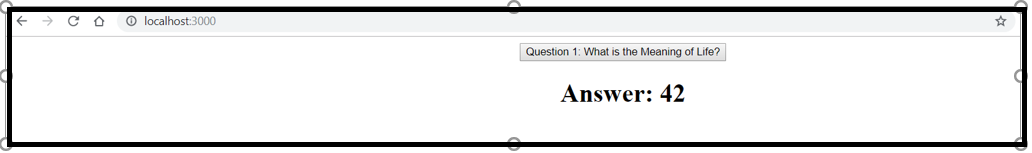 localhost:3000
Question 1: What is the Meaning of Life?
Answer: 42